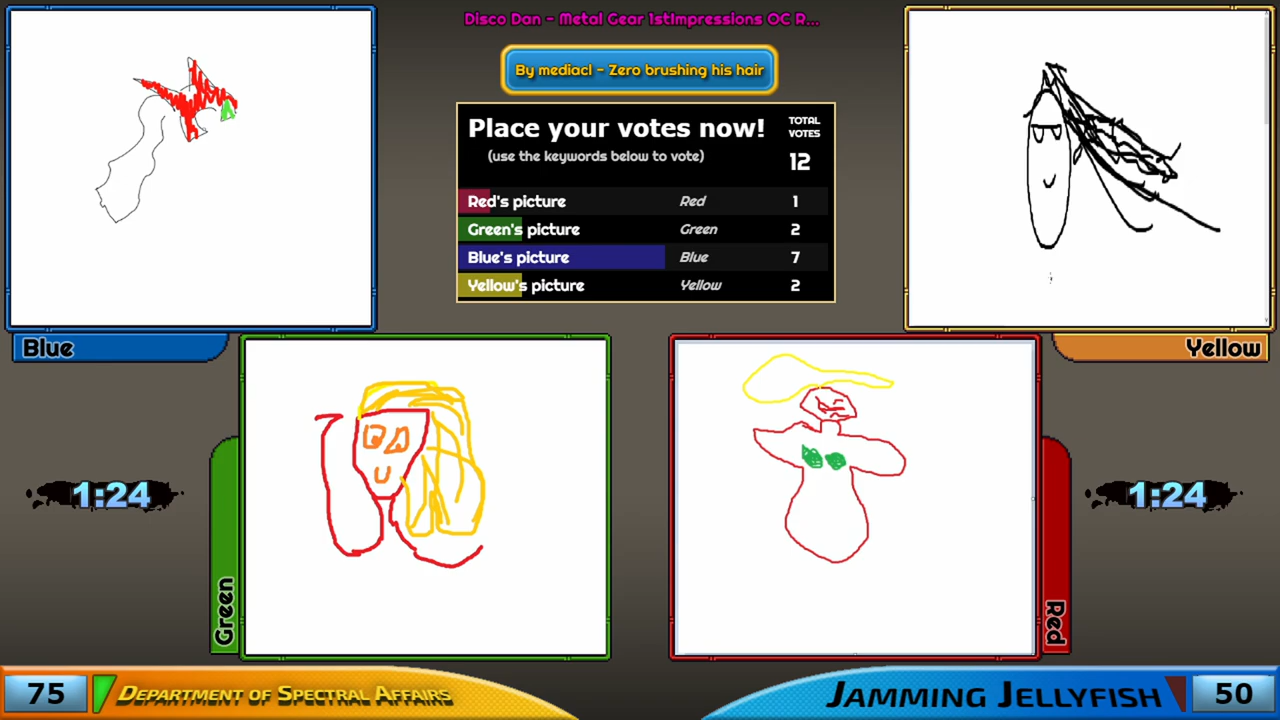 Disco Dan - Metal Gear 1stImpressions OC R...
By mediacl - Zero brushing his hair
Place your votes now!
TOTAL VOTES
(use the keywords below to vote)
12
Red's picture Red 1
Green's picture Green 2
Blue's picture Blue 7
Yellow's picture Yellow 2
Blue
Yellow
1:24
1:24
Green
Red
75
DEPARTMENT OF SPECTRAL AFFAIRS
JAMMING JELLYFISH
50